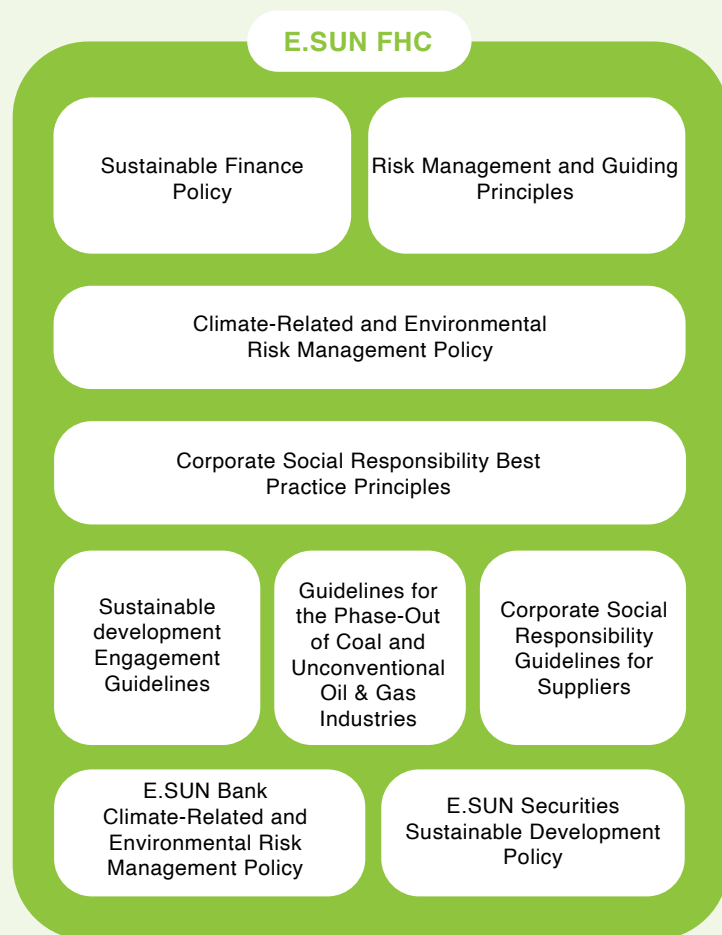 E.SUN FHC
Sustainable Finance
Policy
Risk Management and Guiding
Principles
Climate-Related and Environmental
Risk Management Policy
Corporate Social Responsibility Best
Practice Principles
Sustainable
development
Engagement
Guidelines
Guidelines for
the Phase-Out
of Coal and
Unconventional
Oil & Gas
Industries
Corporate Social
Responsibility
Guidelines for
Suppliers
E.SUN Bank
Climate-Related and
Environmental Risk
Management Policy
E.SUN Securities
Sustainable Development
Policy